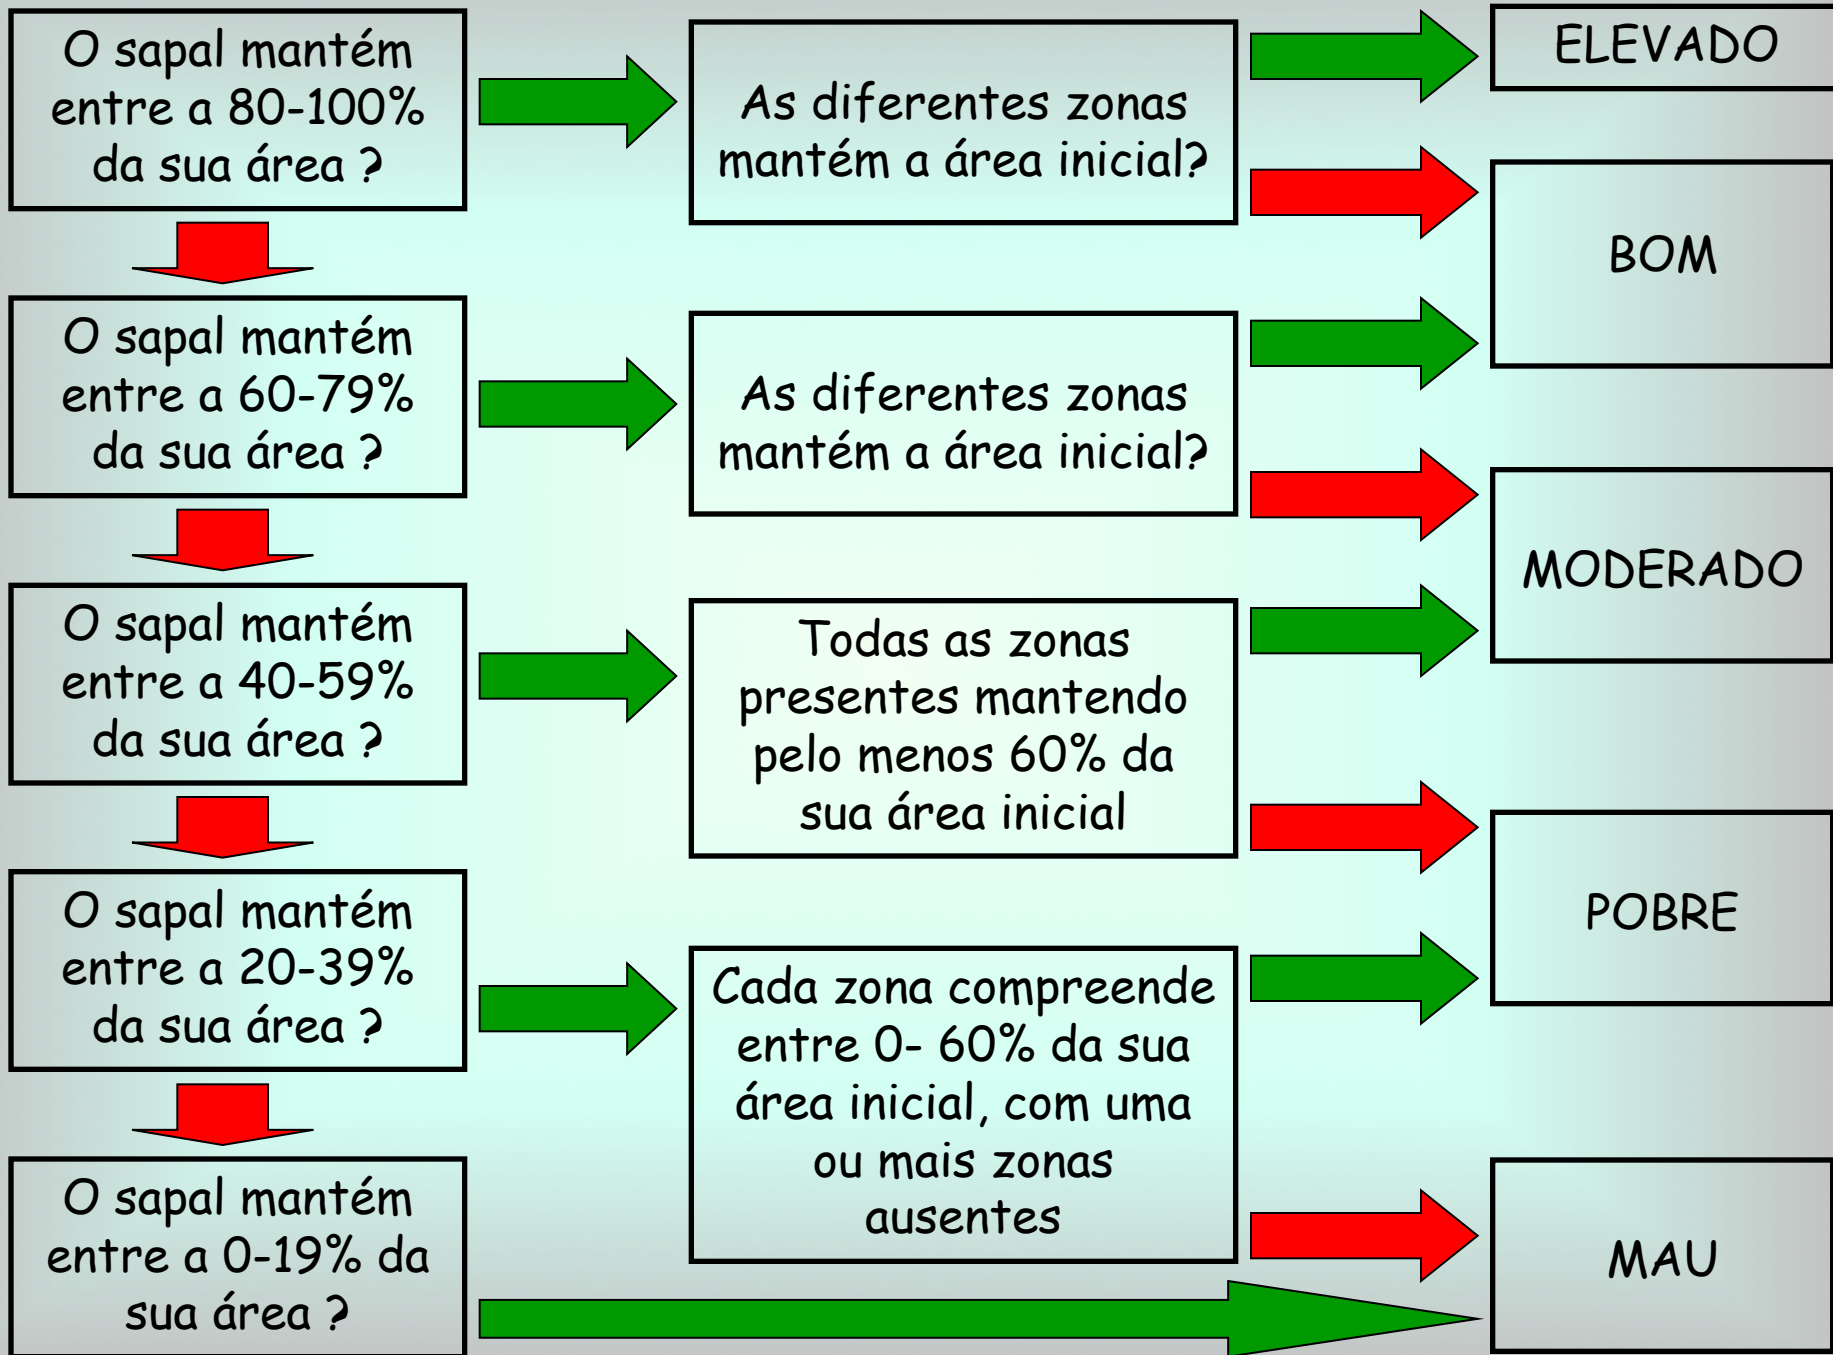 O sapal mantém
entre a 80-100%
da sua área ?
As diferentes zonas
mantém a área inicial?
ELEVADO
BOM
O sapal mantém
entre a 60-79%
da sua área ?
As diferentes zonas
mantém a área inicial?
MODERADO
O sapal mantém
entre a 40-59%
da sua área ?
Todas as zonas
presentes mantendo
pelo menos 60% da
sua área inicial
POBRE
O sapal mantém
entre a 20-39%
da sua área ?
Cada zona compreende
entre 0- 60% da sua
área inicial, com uma
ou mais zonas
ausentes
O sapal mantém
entre a 0-19% da
sua área ?
MAU